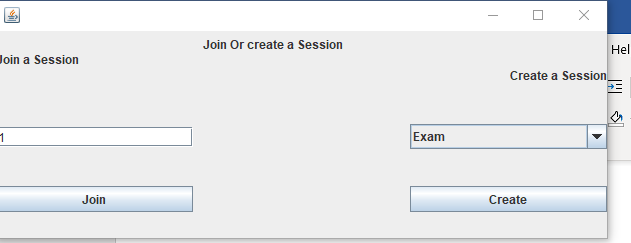 Join Or create a Session
Join a Session
Create a Session
1
Exam
Join
Create
Hel